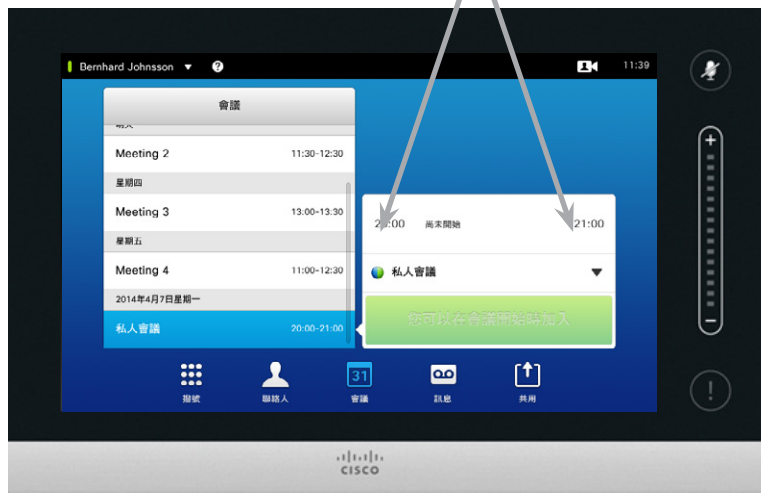 Bernhard Johnsson
?
11:39
會議
Meeting 2
11:30-12:30
星期四
Meeting 3
13:00-13:30
星期五
Meeting 4
11:00-12:30
2014年4月7日星期一
私人會議
20:00-21:00
尚未開始
21:00
私人會議
您可以在會議開始時加入
撥號
聯絡人
31
會議
訊息
共用
+
−
!
CISCO